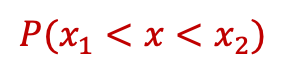 P(x₁ < x < x₂)